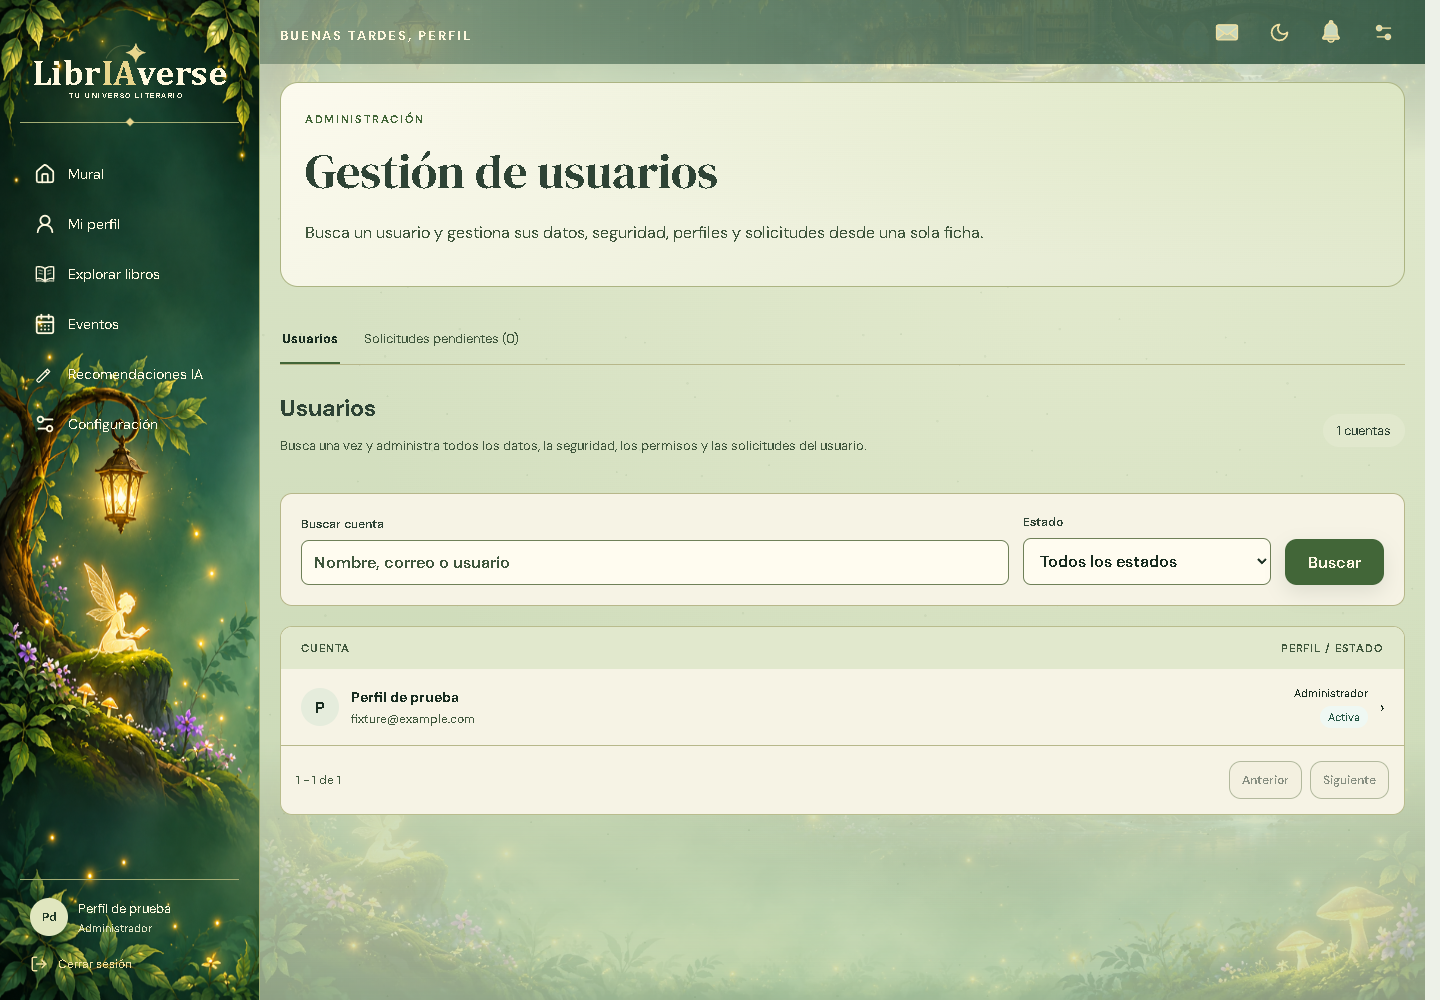 LibrIAverse
TU UNIVERSO LITERARIO
Mural
Mi perfil
Explorar libros
Eventos
Recomendaciones IA
Configuración
Pd
Perfil de prueba
Administrador
Cerrar sesión
BUENAS TARDES, PERFIL
ADMINISTRACIÓN
Gestión de usuarios
Busca un usuario y gestiona sus datos, seguridad, perfiles y solicitudes desde una sola ficha.
Usuarios
Solicitudes pendientes (0)
Usuarios
Busca una vez y administra todos los datos, la seguridad, los permisos y las solicitudes del usuario.
1 cuentas
Buscar cuenta
Nombre, correo o usuario
Estado
Todos los estados
Buscar
CUENTA
PERFIL / ESTADO
P
Perfil de prueba
fixture@example.com
Administrador
Activa
›
1–1 de 1
Anterior
Siguiente